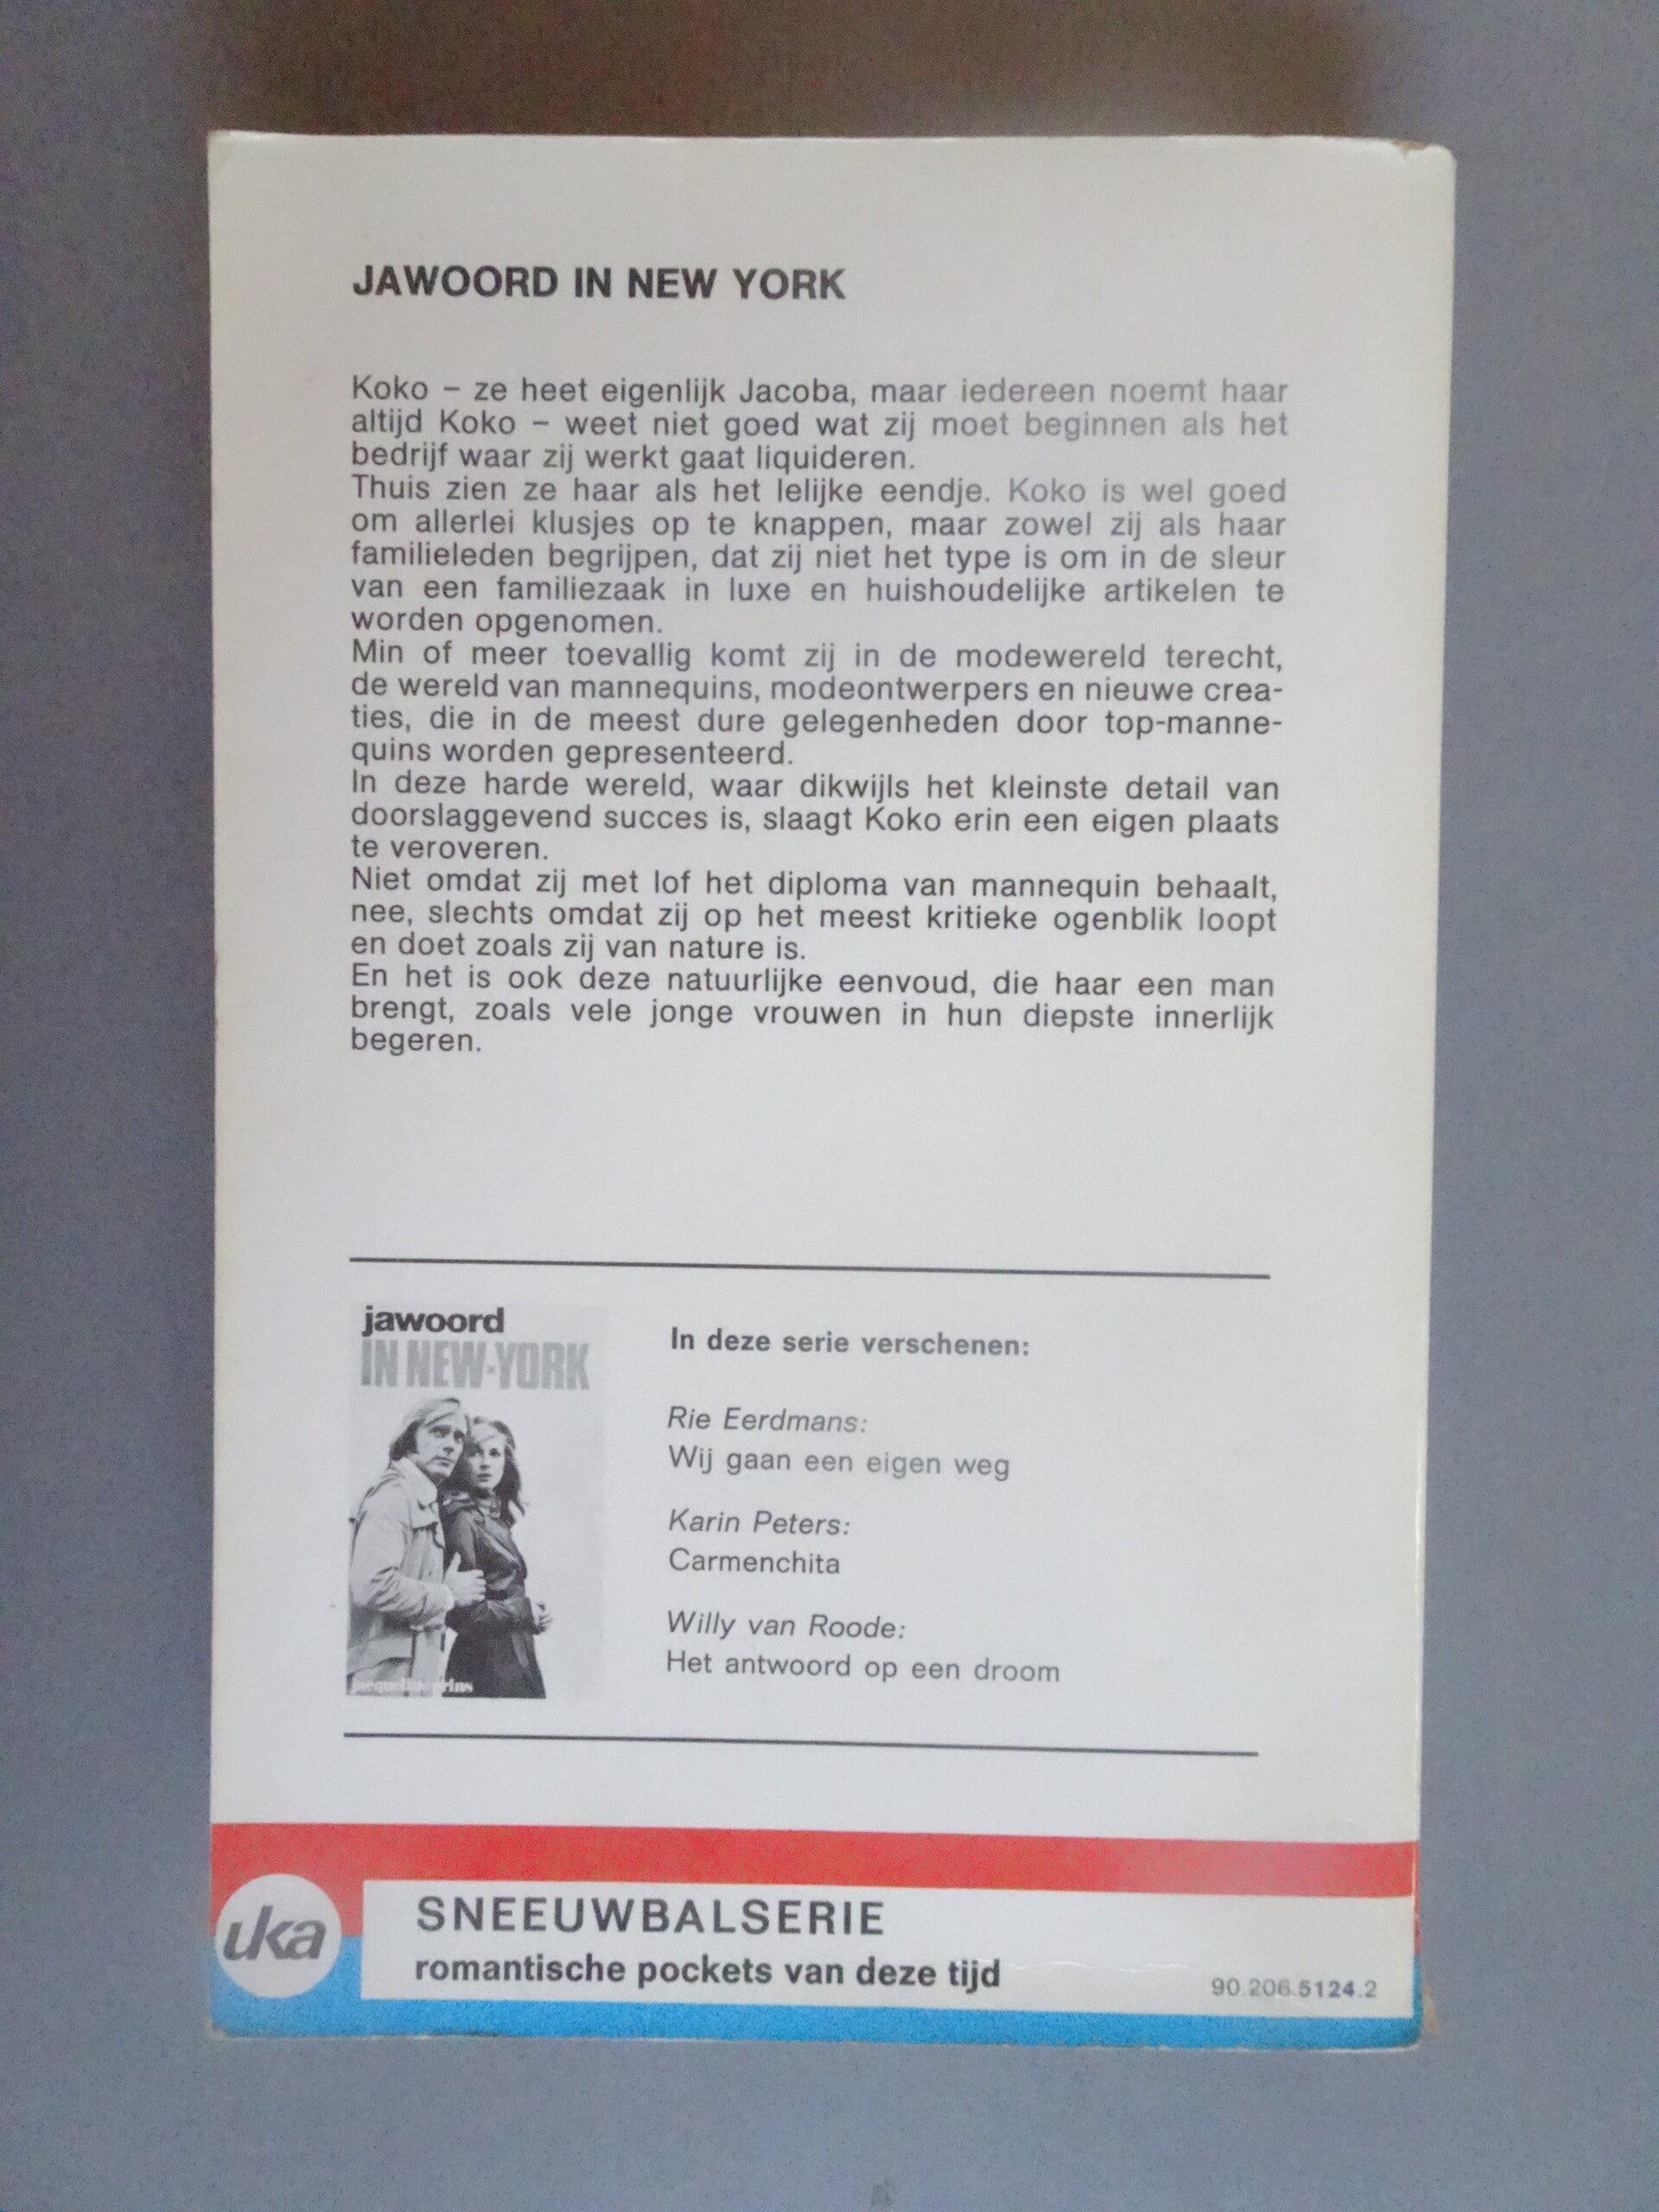 JAWOORD IN NEW YORK
Koko – ze heet eigenlijk Jacoba, maar iedereen noemt haar
altijd Koko – weet niet goed wat zij moet beginnen als het
bedrijf waar zij werkt gaat liquideren.
Thuis zien ze haar als het lelijke eendje. Koko is wel goed
om allerlei klusjes op te knappen, maar zowel zij als haar
familieleden begrijpen, dat zij niet het type is om in de sleur
van een familiezaak in luxe en huishoudelijke artikelen te
worden opgenomen.
Min of meer toevallig komt zij in de modewereld terecht,
de wereld van mannequins, modeontwerpers en nieuwe crea-
ties, die in de meest dure gelegenheden door top-manne-
quins worden gepresenteerd.
In deze harde wereld, waar dikwijls het kleinste detail van
doorslaggevend succes is, slaagt Koko erin een eigen plaats
te veroveren.
Niet omdat zij met lof het diploma van mannequin behaalt,
nee, slechts omdat zij op het meest kritieke ogenblik loopt
en doet zoals zij van nature is.
En het is ook deze natuurlijke eenvoud, die haar een man
brengt, zoals vele jonge vrouwen in hun diepste innerlijk
begeren.
jawoord
IN NEW-YORK
jacqueline prins
In deze serie verschenen:
Rie Eerdmans:
Wij gaan een eigen weg
Karin Peters:
Carmenchita
Willy van Roode:
Het antwoord op een droom
uka
SNEEUWBALSERIE
romantische pockets van deze tijd
90.206.5124.2